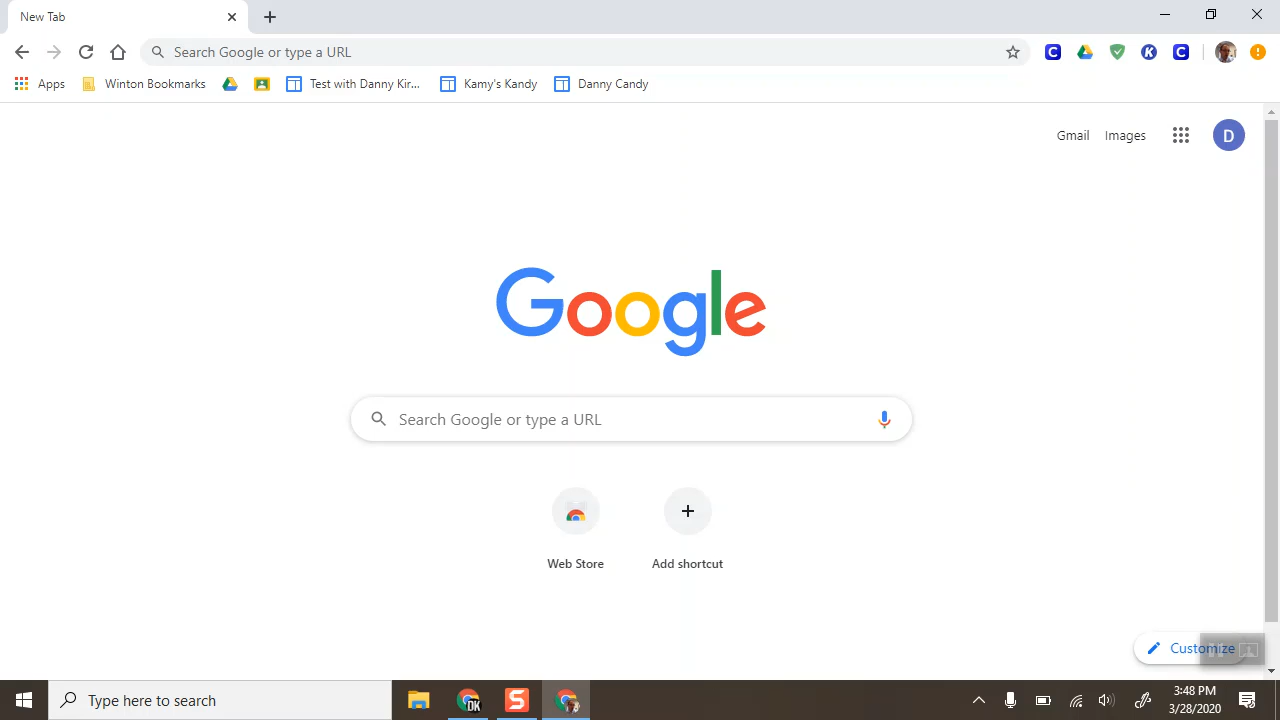 New Tab
Search Google or type a URL
Apps Winton Bookmarks Test with Danny Kir... Kamy's Kandy Danny Candy
Gmail Images D
Google
Search Google or type a URL
Web Store Add shortcut
Customize
Type here to search DK S 3:48 PM
3/28/2020